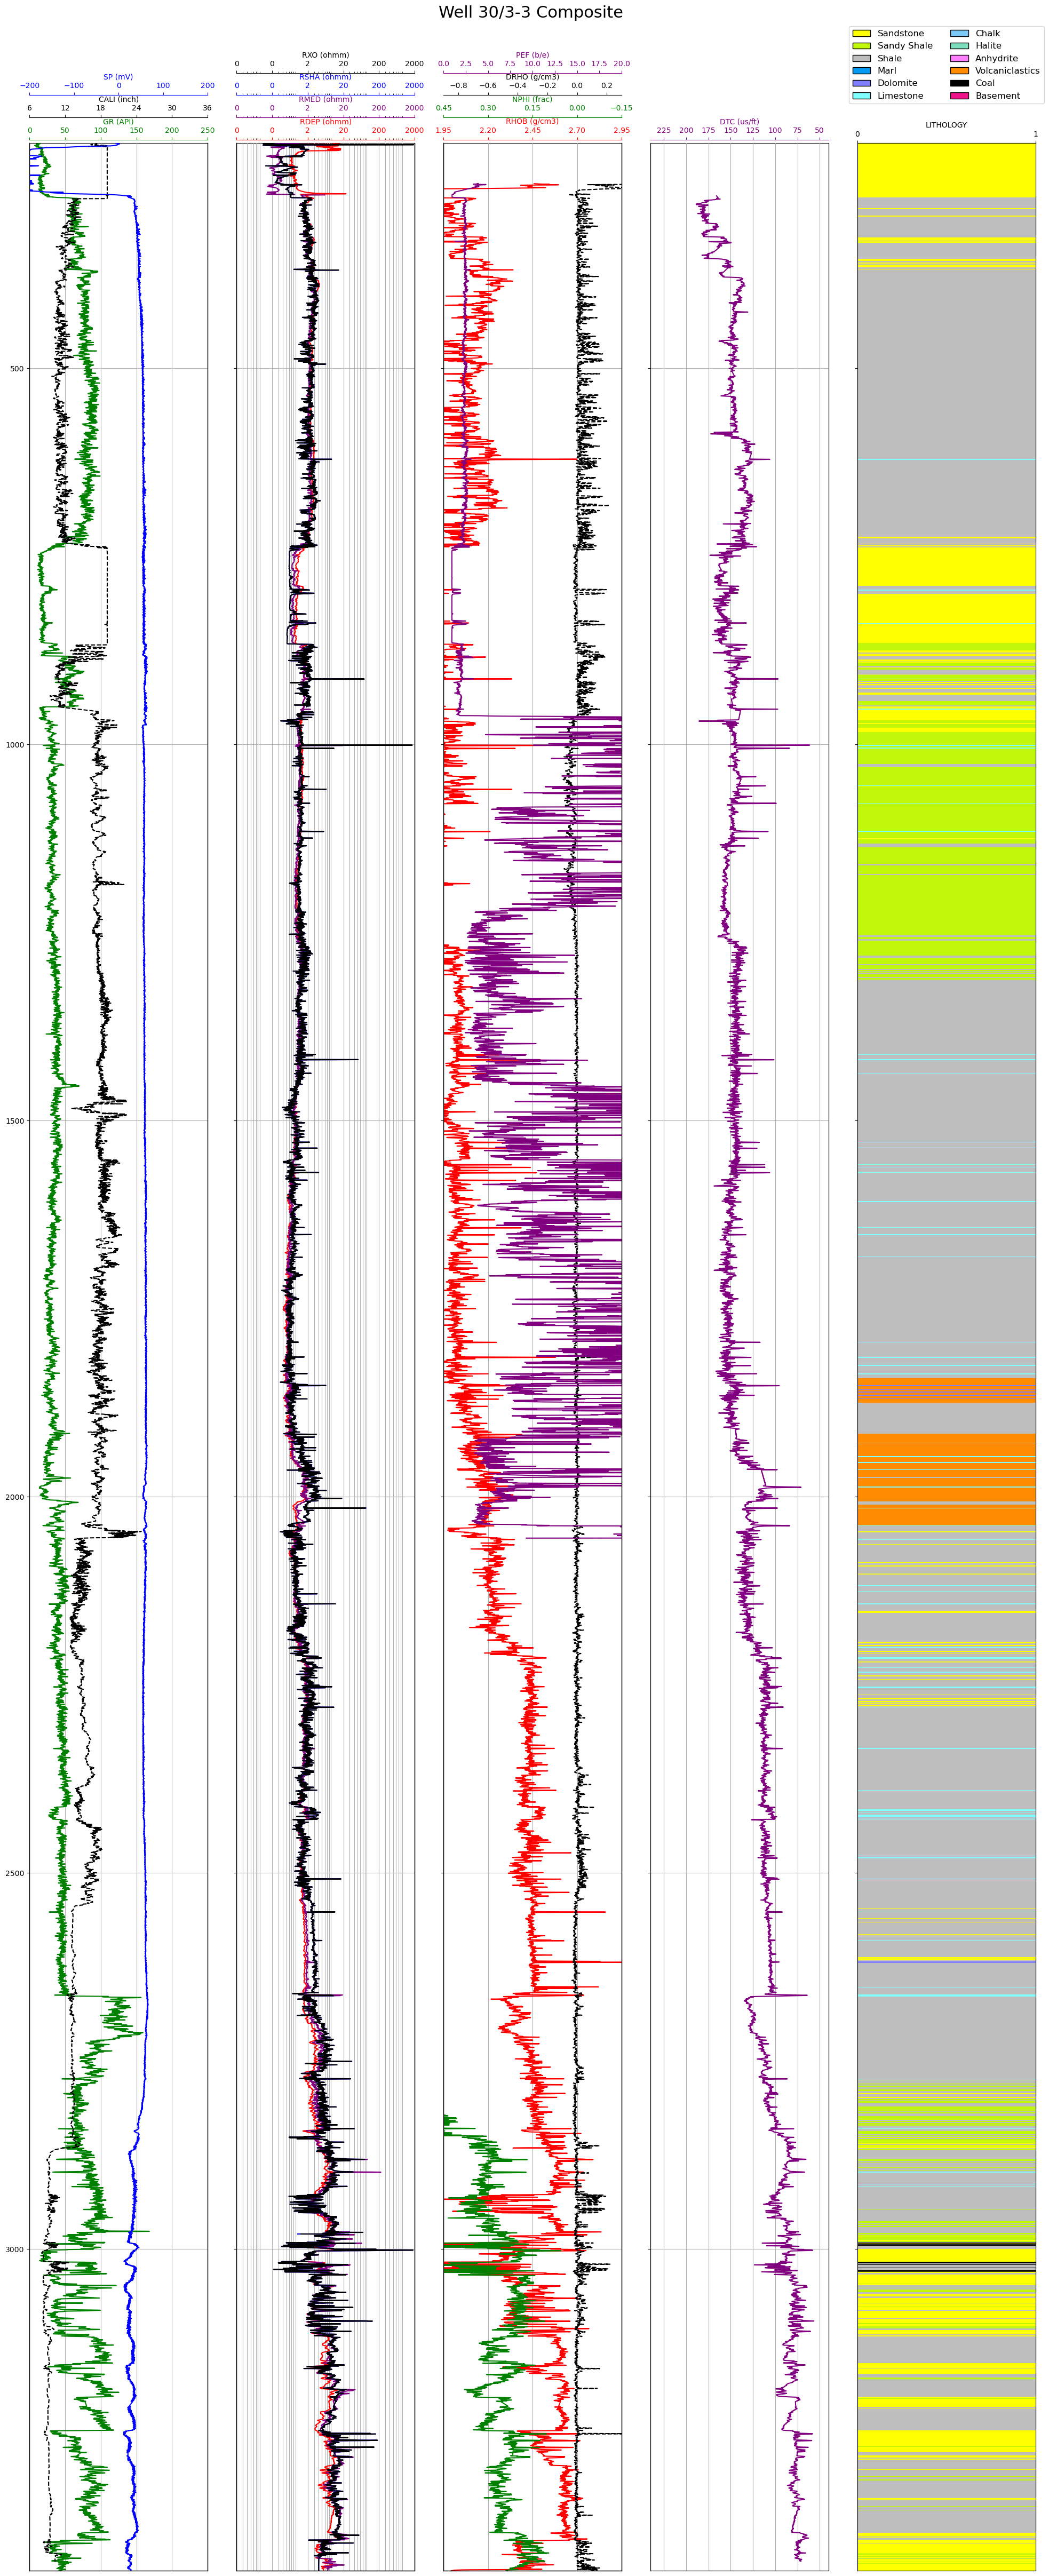 Well 30/3-3 Composite
Sandstone Chalk
Sandy Shale Halite
Shale Anhydrite
Marl Volcaniclastics
Dolomite Coal
Limestone Basement
RXO (ohmm) PEF (b/e)
0 0 2 20 200 2000 0.0 2.5 5.0 7.5 10.0 12.5 15.0 17.5 20.0
SP (mV) RSHA (ohmm) DRHO (g/cm3)
−200 −100 0 100 200 0 0 2 20 200 2000 −0.8 −0.6 −0.4 −0.2 0.0 0.2
CALI (inch) RMED (ohmm) NPHI (frac)
6 12 18 24 30 36 0 0 2 20 200 2000 0.45 0.30 0.15 0.00 −0.15
GR (API) RDEP (ohmm) RHOB (g/cm3) DTC (us/ft) LITHOLOGY
0 50 100 150 200 250 0 0 2 20 200 2000 1.95 2.20 2.45 2.70 2.95 225 200 175 150 125 100 75 50 0 1
500
1000
1500
2000
2500
3000